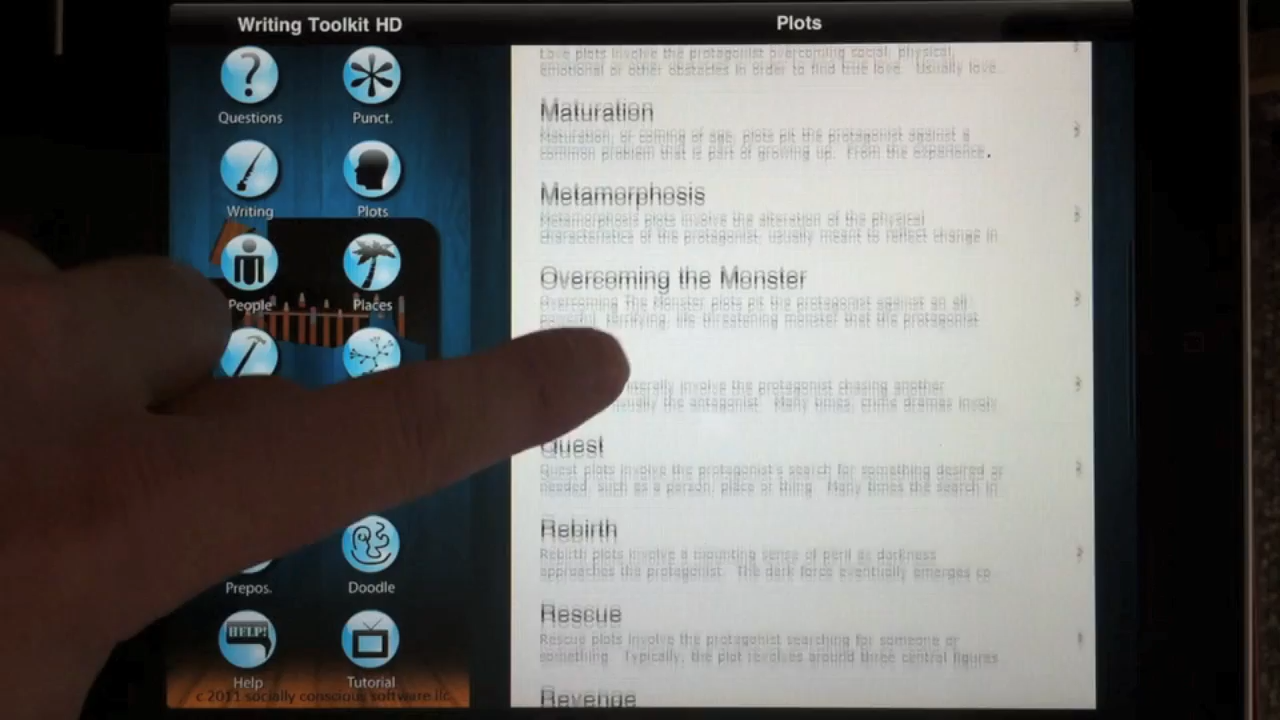 Writing Toolkit HD
Plots
Questions
Punct.
Writing
Plots
People
Places
Prepos.
Doodle
HELP!
Help
Tutorial
c 2011 socially conscious software llc.
Love plots involve the protagonist overcoming social, physical,
emotional or other obstacles in order to find true love. Usually love
Maturation
Maturation, or coming of age, plots pit the protagonist against a
common problem that is part of growing up. From the experience,
Metamorphosis
Metamorphosis plots involve the alteration of the physical
characteristics of the protagonist, usually meant to reflect change in
Overcoming the Monster
Overcoming The Monster plots pit the protagonist against an all
powerful, terrifying, life threatening monster that the protagonist
literally involve the protagonist chasing another
usually the antagonist. Many times, crime dramas involv
Quest
Quest plots involve the protagonist's search for something desired or
needed, such as a person, place or thing. Many times the search in
Rebirth
Rebirth plots involve a mounting sense of peril as darkness
approaches the protagonist. The dark force eventually emerges co
Rescue
Rescue plots involve the protagonist searching for someone or
something. Typically, the plot revolves around three central figures
Revenge